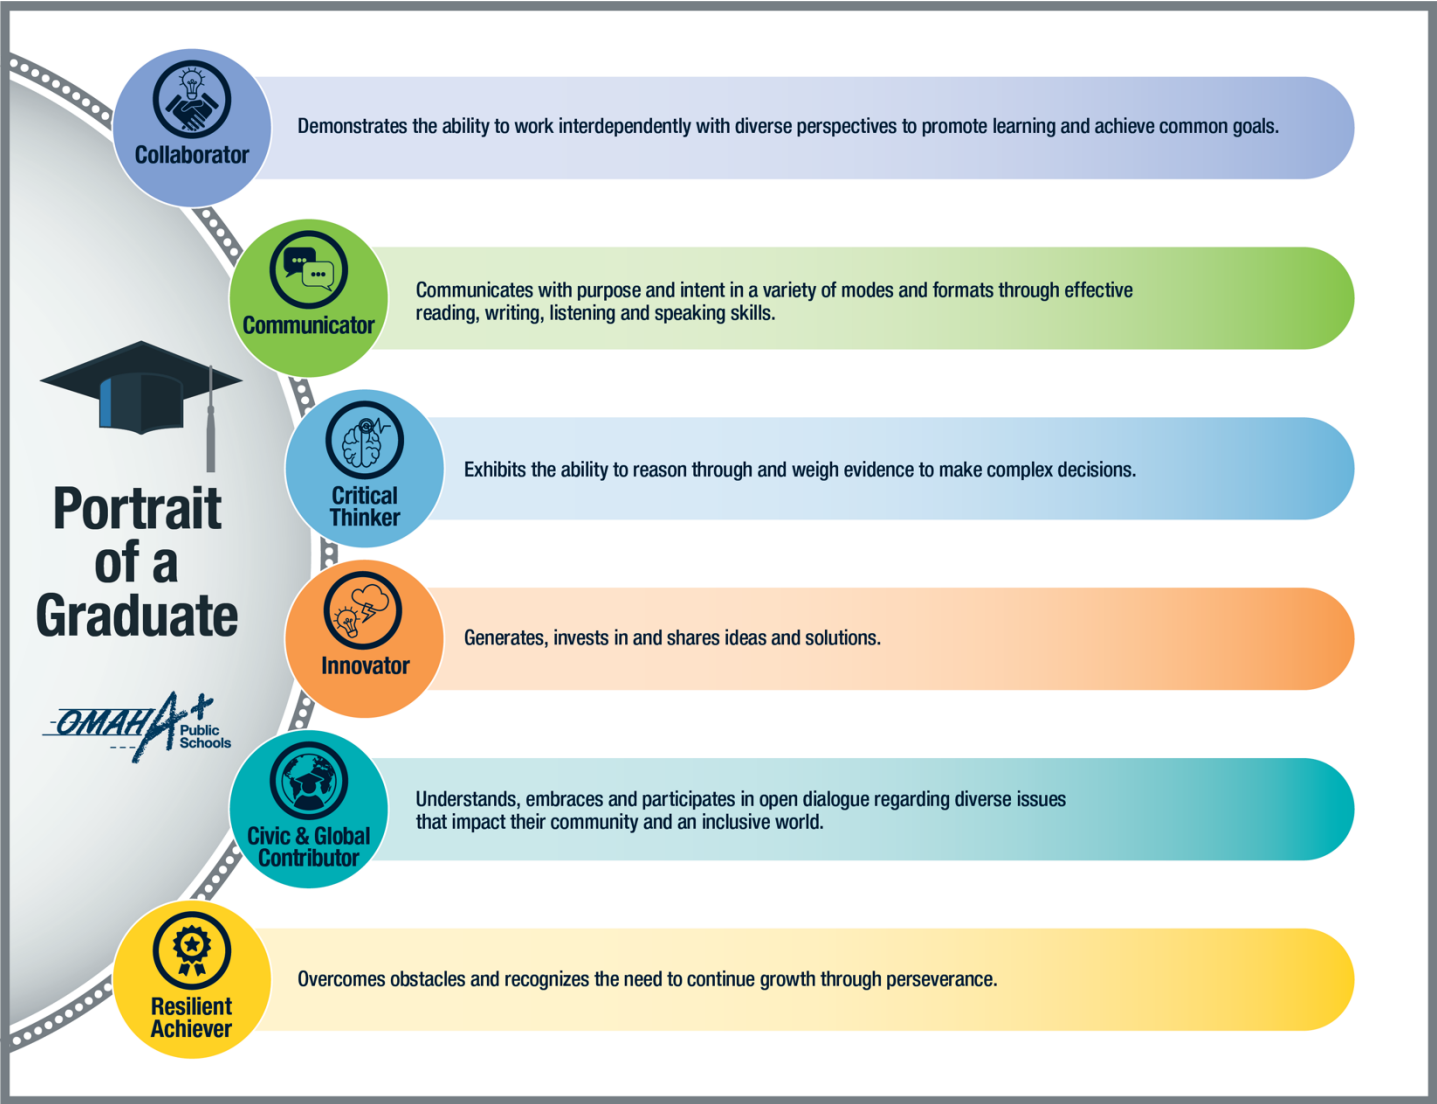 Collaborator
Demonstrates the ability to work interdependently with diverse perspectives to promote learning and achieve common goals.
Communicator
Communicates with purpose and intent in a variety of modes and formats through effective
reading, writing, listening and speaking skills.
Critical
Thinker
Exhibits the ability to reason through and weigh evidence to make complex decisions.
Portrait
of a
Graduate
Innovator
Generates, invests in and shares ideas and solutions.
OMAHA+
Public
Schools
Civic & Global
Contributor
Understands, embraces and participates in open dialogue regarding diverse issues
that impact their community and an inclusive world.
Resilient
Achiever
Overcomes obstacles and recognizes the need to continue growth through perseverance.